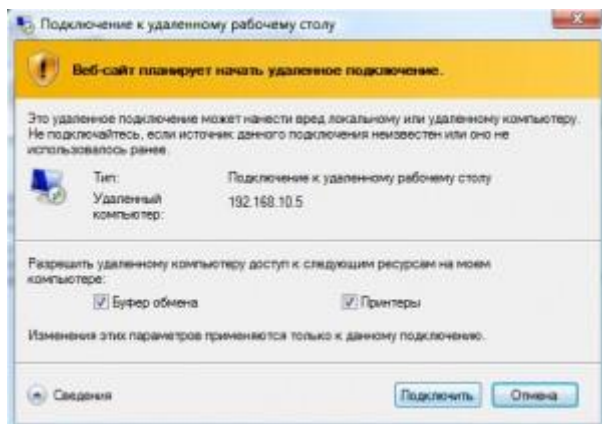 Подключение к удаленному рабочему столу
Веб-сайт планирует начать удаленное подключение.
Это удаленное подключение может нанести вред локальному или удаленному компьютеру.
Не подключайтесь, если источник данного подключения неизвестен или оно не
использовалось ранее.
Тип: Подключение к удаленному рабочему столу
Удаленный 192.168.10.5
компьютер:
Разрешить удаленному компьютеру доступ к следующим ресурсам на моем
компьютере:
Буфер обмена Принтеры
Изменения этих параметров применяются только к данному подключению.
Сведения Подключить Отмена